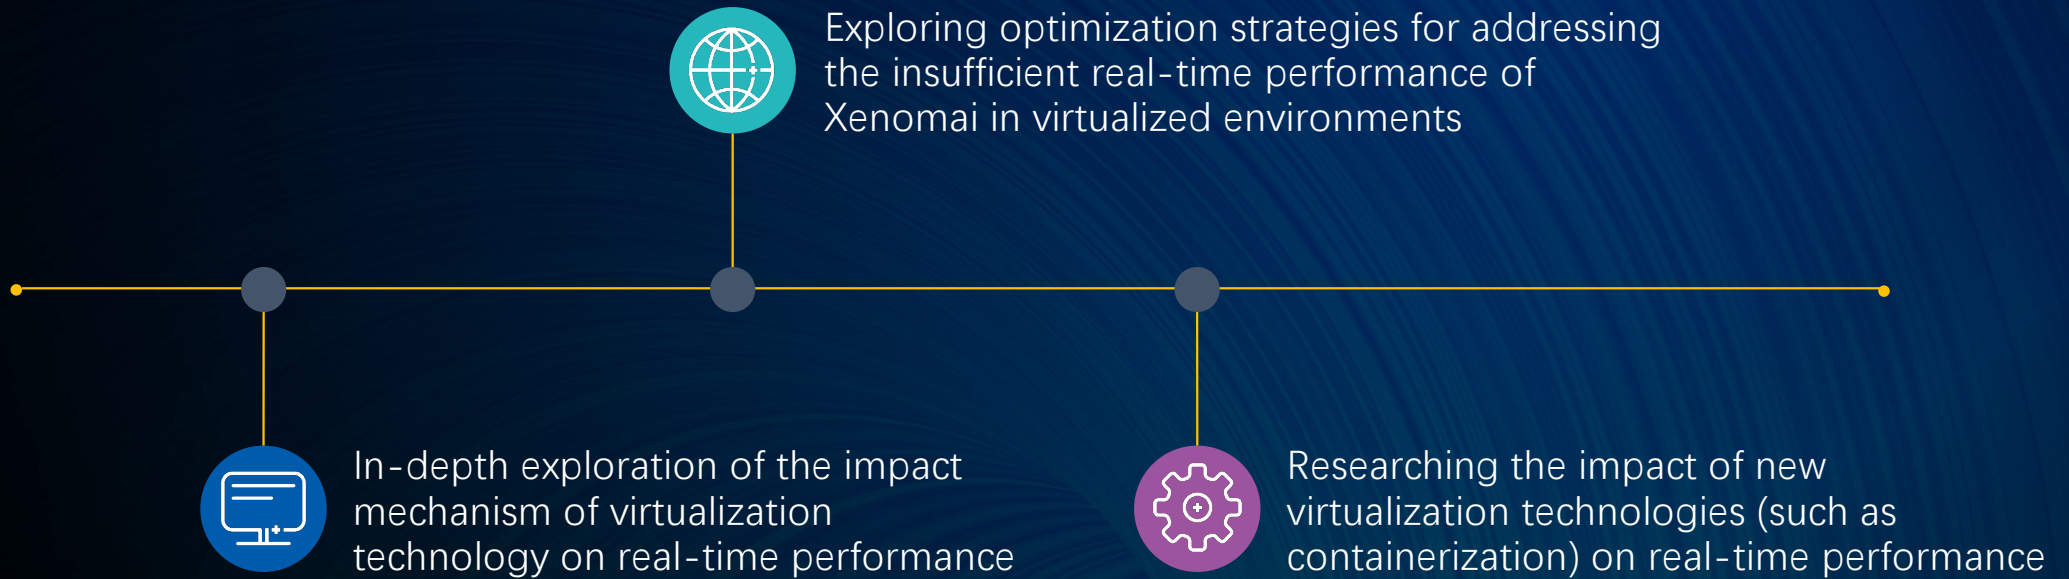 Exploring optimization strategies for addressing
the insufficient real-time performance of
Xenomai in virtualized environments
In-depth exploration of the impact
mechanism of virtualization
technology on real-time performance
Researching the impact of new
virtualization technologies (such as
containerization) on real-time performance